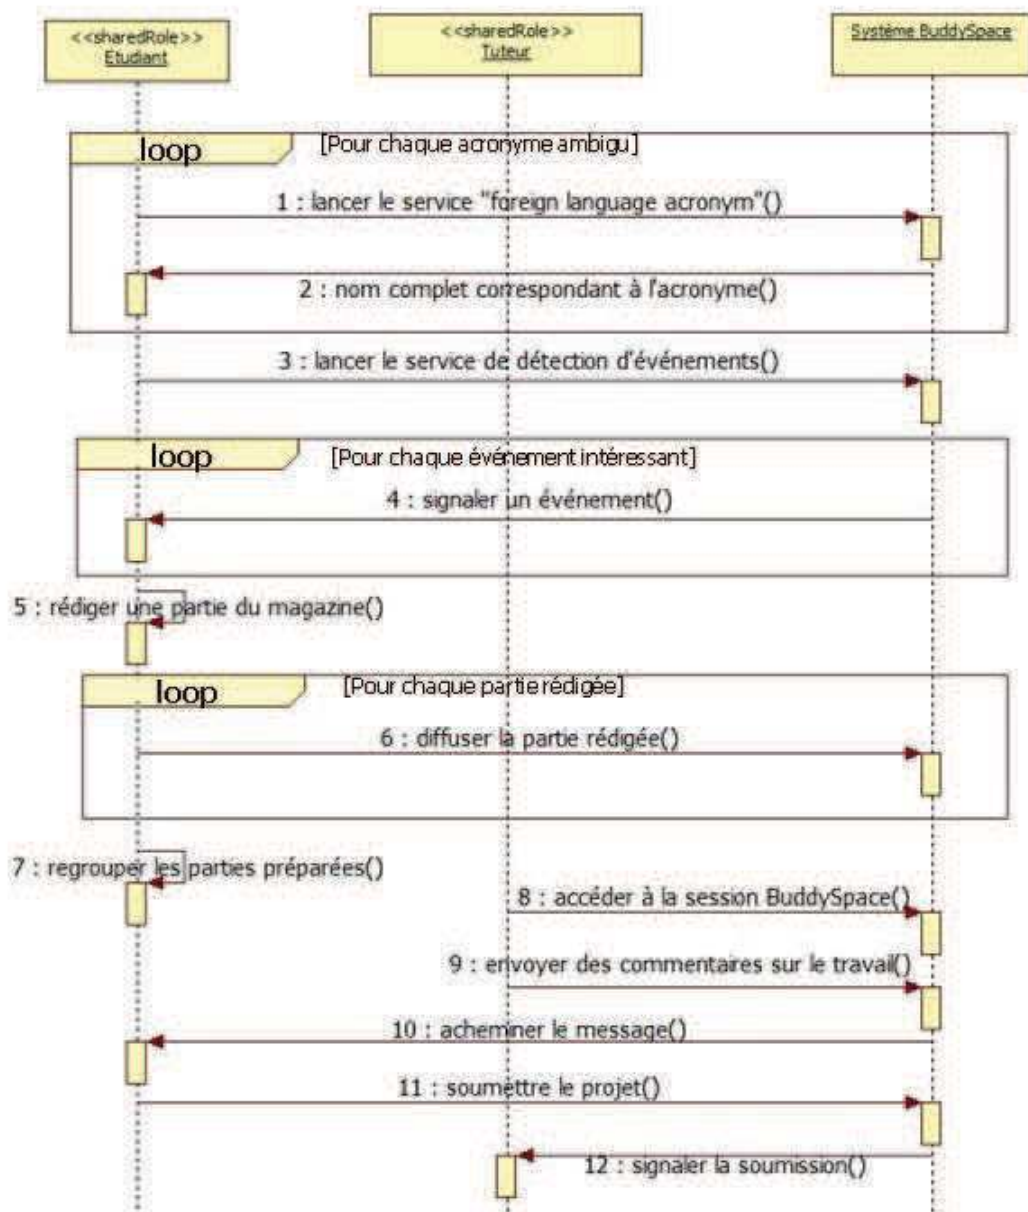 <<sharedRole>>
Etudiant
<<sharedRole>>
Tuteur
Système BuddySpace
loop
[Pour chaque acronyme ambigu]
1 : lancer le service "foreign language acronym"()
2 : nom complet correspondant à l'acronyme()
3 : lancer le service de détection d'événements()
loop
[Pour chaque événement intéressant]
4 : signaler un événement()
5 : rédiger une partie du magazine()
loop
[Pour chaque partie rédigée]
6 : diffuser la partie rédigée()
7 : regrouper les parties préparées()
8 : accéder à la session BuddySpace()
9 : envoyer des commentaires sur le travail()
10 : acheminer le message()
11 : soumettre le projet()
12 : signaler la soumission()